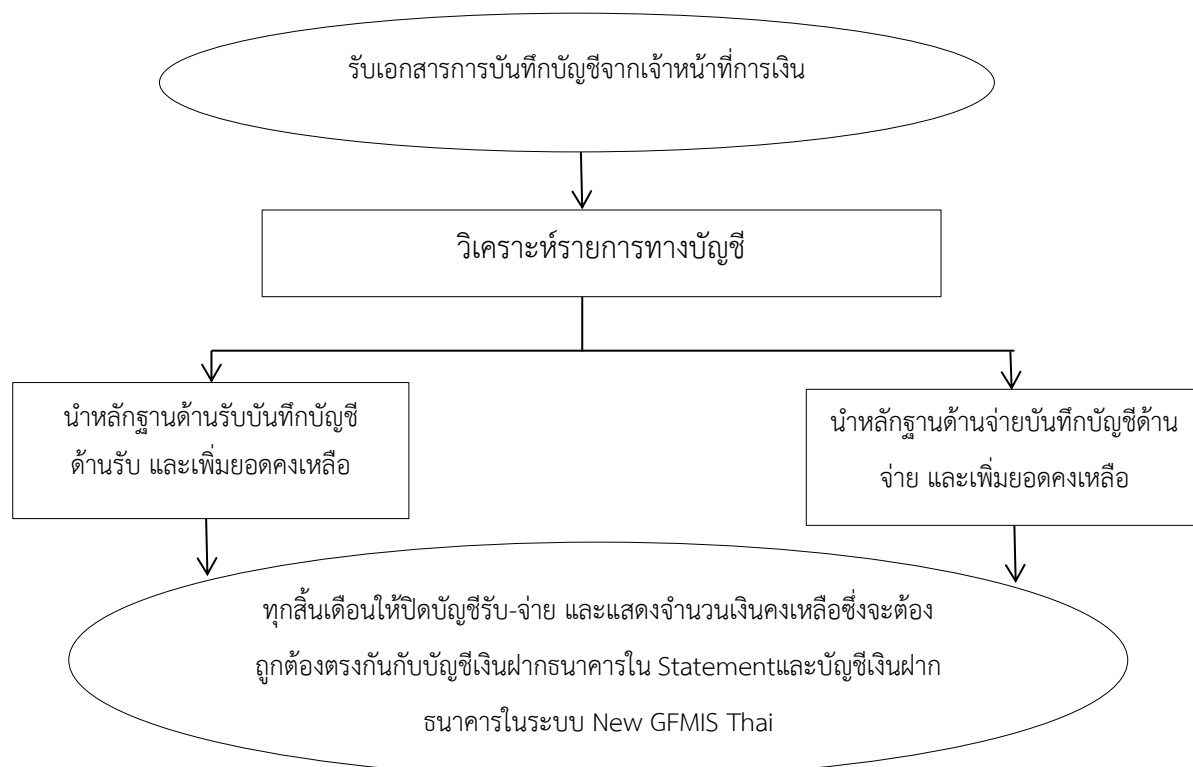 รับเอกสารการบันทึกบัญชีจากเจ้าหน้าที่การเงิน
วิเคราะห์รายการทางบัญชี
นำหลักฐานด้านรับบันทึกบัญชี
ด้านรับ และเพิ่มยอดคงเหลือ
นำหลักฐานด้านจ่ายบันทึกบัญชีด้าน
จ่าย และเพิ่มยอดคงเหลือ
ทุกสิ้นเดือนให้ปิดบัญชีรับ-จ่าย และแสดงจำนวนเงินคงเหลือซึ่งจะต้อง
ถูกต้องตรงกันกับบัญชีเงินฝากธนาคารใน Statementและบัญชีเงินฝาก
ธนาคารในระบบ New GFMIS Thai